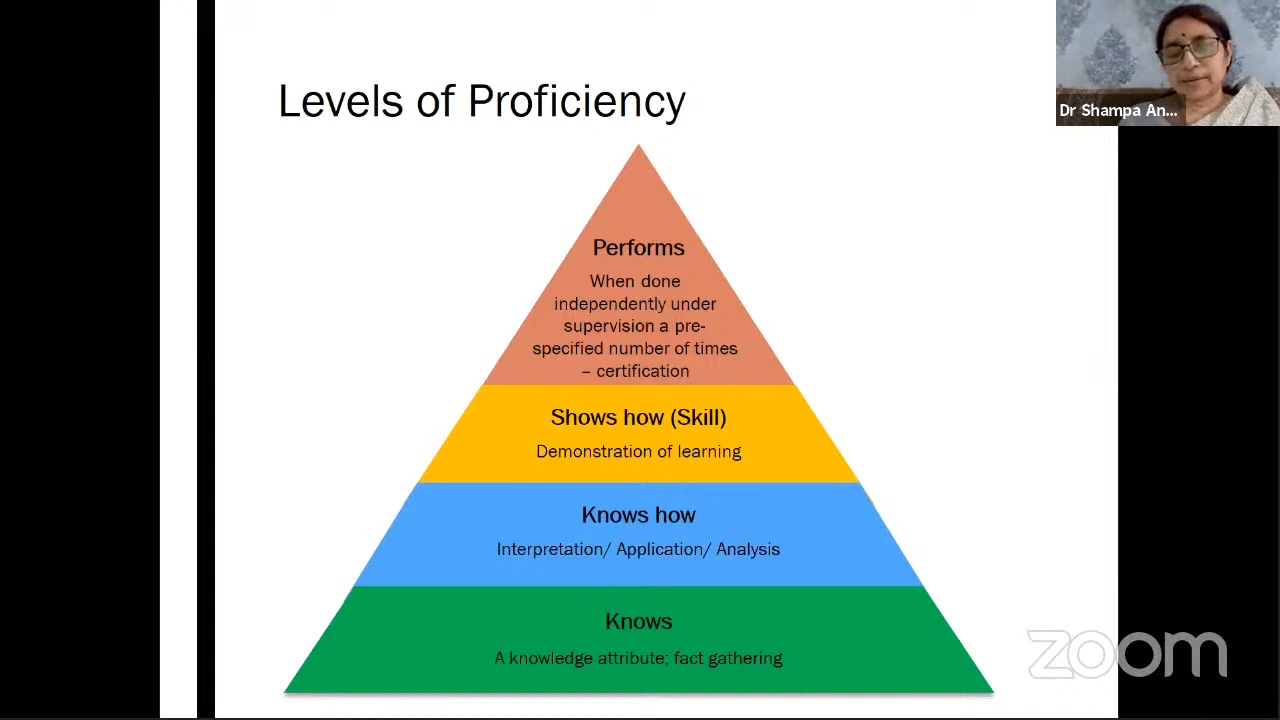 Levels of Proficiency
Dr Shampa An...
Performs
When done
independently under
supervision a pre-
specified number of times
– certification
Shows how (Skill)
Demonstration of learning
Knows how
Interpretation/ Application/ Analysis
Knows
A knowledge attribute; fact gathering
zoom